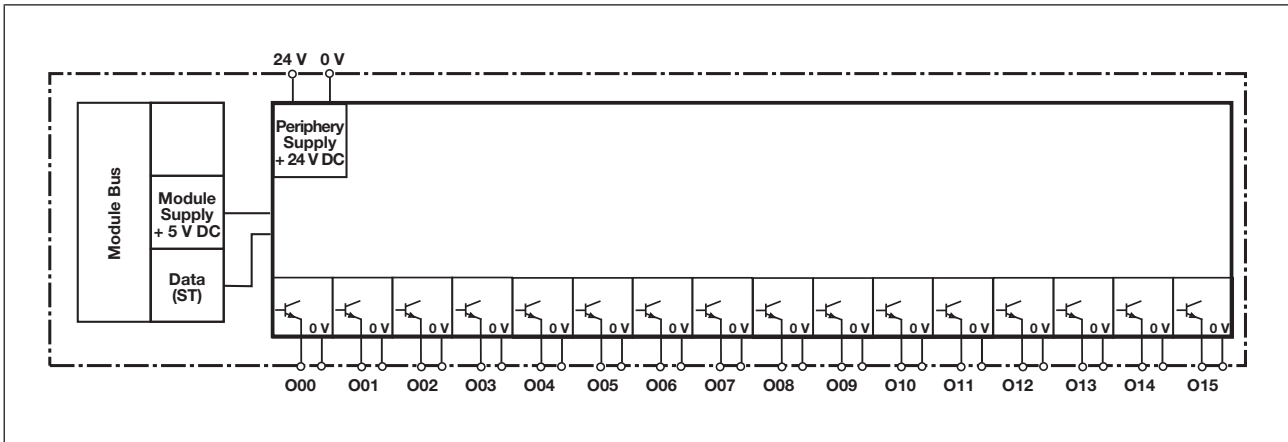 24 V 0 V
Periphery
Supply
+ 24 V DC
Module Bus
Module
Supply
+ 5 V DC
Data
(ST)
0 V 0 V 0 V 0 V 0 V 0 V 0 V 0 V 0 V 0 V 0 V 0 V 0 V 0 V 0 V 0 V
O00 O01 O02 O03 O04 O05 O06 O07 O08 O09 O10 O11 O12 O13 O14 O15